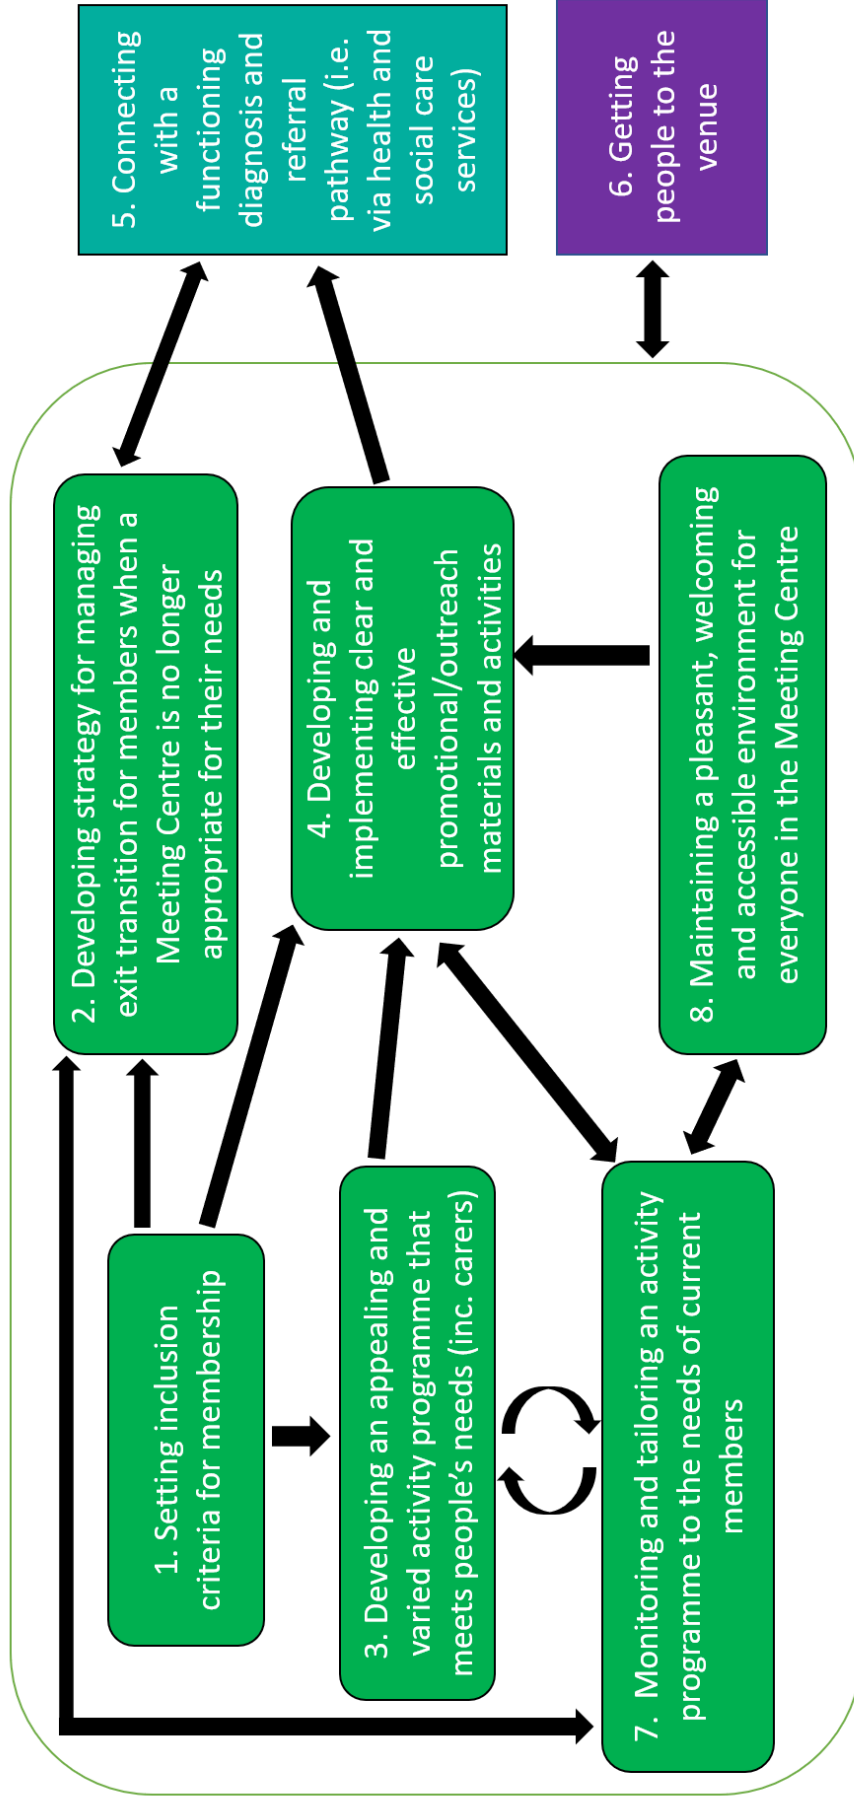 1. Setting inclusion
criteria for membership
2. Developing strategy for managing
exit transition for members when a
Meeting Centre is no longer
appropriate for their needs
3. Developing an appealing and
varied activity programme that
meets people’s needs (inc. carers)
4. Developing and
implementing clear and
effective
promotional/outreach
materials and activities
5. Connecting
with a
functioning
diagnosis and
referral
pathway (i.e.
via health and
social care
services)
6. Getting
people to the
venue
7. Monitoring and tailoring an activity
programme to the needs of current
members
8. Maintaining a pleasant, welcoming
and accessible environment for
everyone in the Meeting Centre